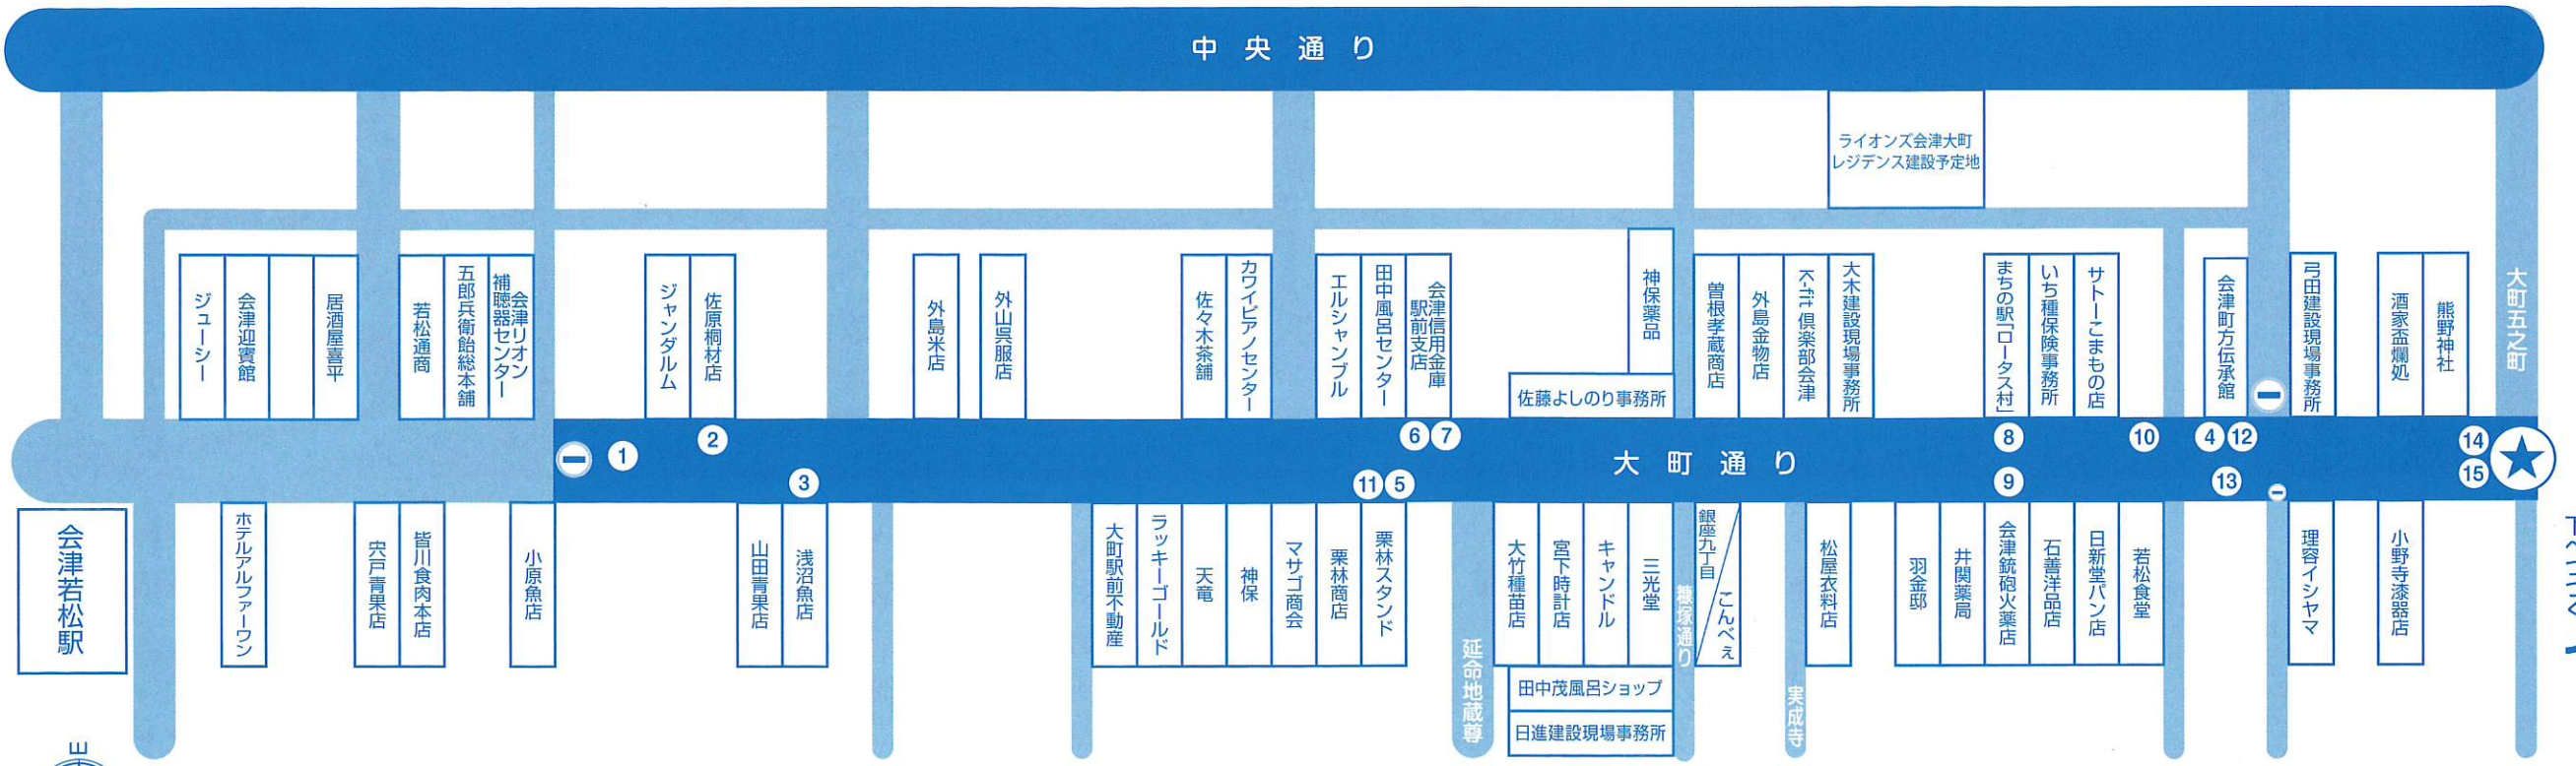 中央通り
ライオンズ会津大町
レジデンス建設予定地
ジューシー
会津迎賓館
居酒屋喜平
若松通商
五郎兵衛飴総本舗
会津リオン
補聴器センター
ジャンダルム
佐原桐材店
外島米店
外山呉服店
佐々木茶舗
カワイピアノセンター
エルシャンブル
田中風呂センター
会津信用金庫
駅前支店
神保薬品
佐藤よしのり事務所
曽根孝蔵商店
外島金物店
K-fit 倶楽部会津
大木建設現場事務所
まちの駅「ロータス村」
いち種保険事務所
サトーこまもの店
会津町方伝承館
弓田建設現場事務所
酒家盃爛処
熊野神社
大町五之町
1
2
3
6 7
11 5
大町通り
8
9
10
4 12
13
14
15
会津若松駅
ホテルアルファーワン
宍戸青果店
皆川食肉本店
小原魚店
山田青果店
浅沼魚店
大町駅前不動産
ラッキーゴールド
天竜
神保
マサゴ商会
栗林商店
栗林スタンド
延命地蔵尊
大竹種苗店
宮下時計店
キャンドル
三光堂
田中茂風呂ショップ
日進建設現場事務所
糠塚通り
銀座九丁目
こんべぇ
実成寺
松屋衣料店
羽金邸
井関薬局
会津銃砲火薬店
石善洋品店
日新堂パン店
若松食堂
理容イシヤマ
小野寺漆器店